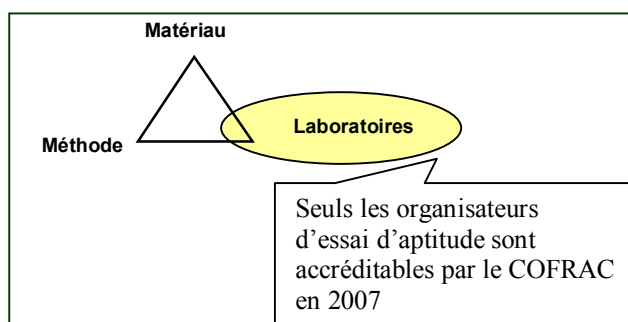 Matériau
Laboratoires
Méthode
Seuls les organisateurs
d'essai d'aptitude sont
accréditables par le COFRAC
en 2007